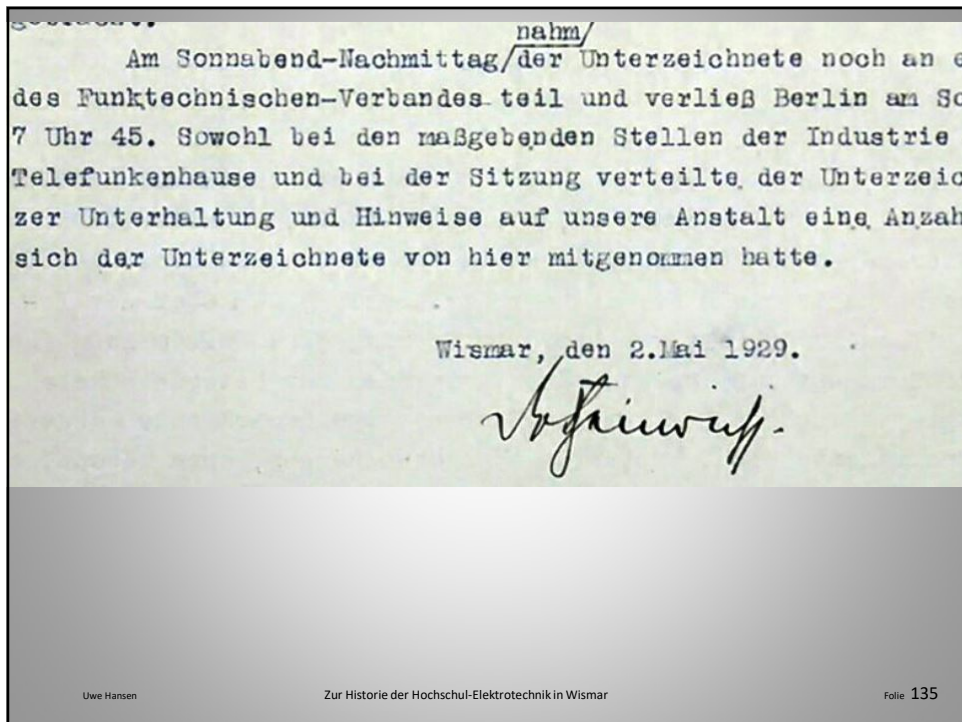 nahm/
Am Sonnabend-Nachmittag/der Unterzeichnete noch an e
des Funktechnischen-Verbandes teil und verließ Berlin am So
7 Uhr 45. Sowohl bei den maßgebenden Stellen der Industrie
Telefunkenhause und bei der Sitzung verteilte der Unterzeic
zer Unterhaltung und Hinweise auf unsere Anstalt eine Anzah
sich der Unterzeichnete von hier mitgenommen hatte.
Wismar, den 2.Mai 1929.
Uwe Hansen
Zur Historie der Hochschul-Elektrotechnik in Wismar
Folie 135